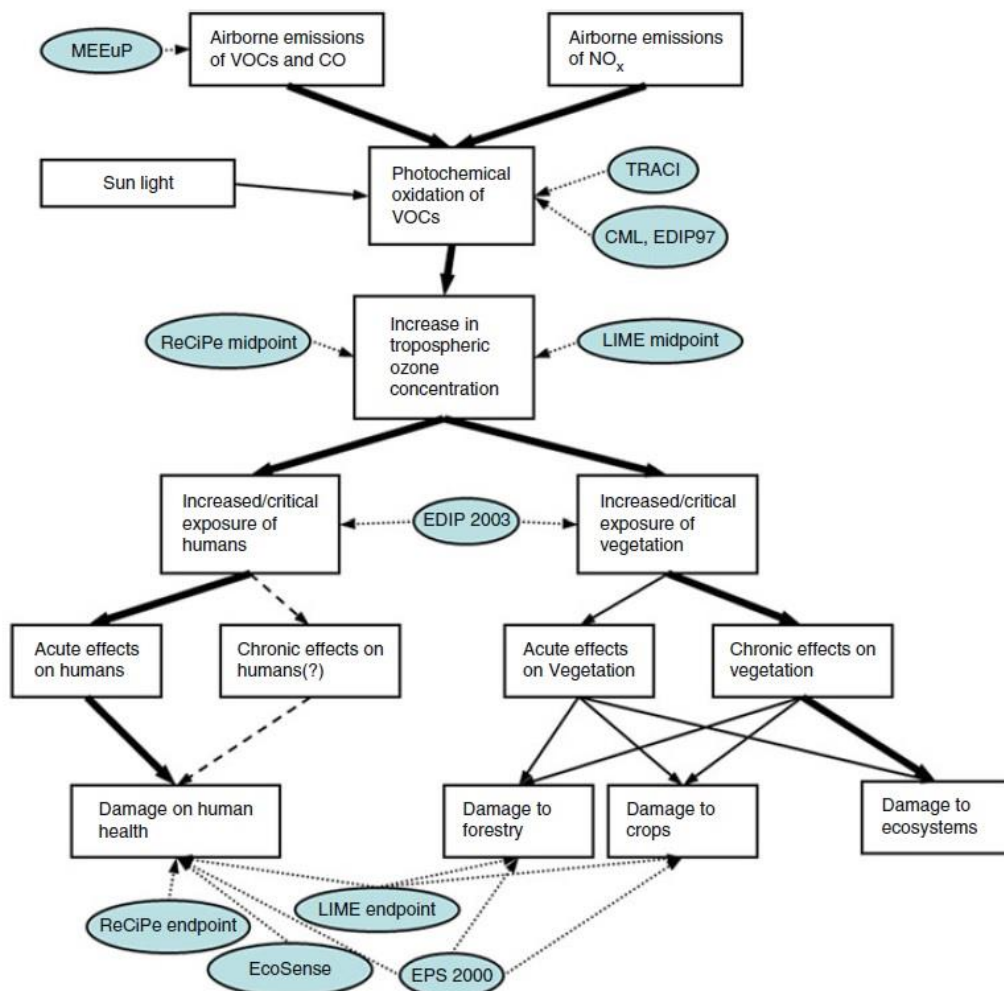 MEEuP
Airborne emissions
of VOCs and CO
Airborne emissions
of NOx
Sun light
Photochemical
oxidation of
VOCs
TRACI
CML, EDIP97
ReCiPe midpoint
Increase in
tropospheric
ozone
concentration
LIME midpoint
Increased/critical
exposure of
humans
EDIP 2003
Increased/critical
exposure of
vegetation
Acute effects
on humans
Chronic effects on
humans(?)
Acute effects
on Vegetation
Chronic effects on
vegetation
Damage on human
health
Damage to
forestry
Damage to
crops
Damage to
ecosystems
ReCiPe endpoint
LIME endpoint
EcoSense
EPS 2000